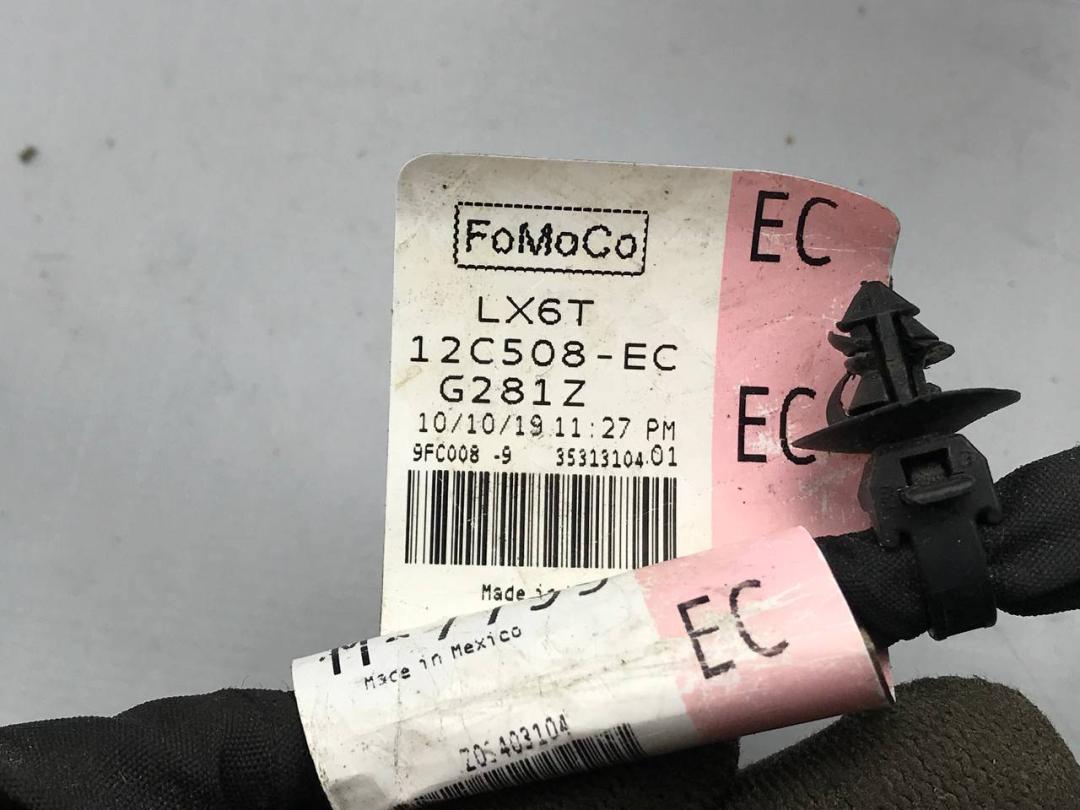 FoMoCo
LX6T
12C508-EC
G281Z
10/10/19 11:27 PM
9FC008 -9 35313104 01
EC
EC
Made
Made in Mexico
EC